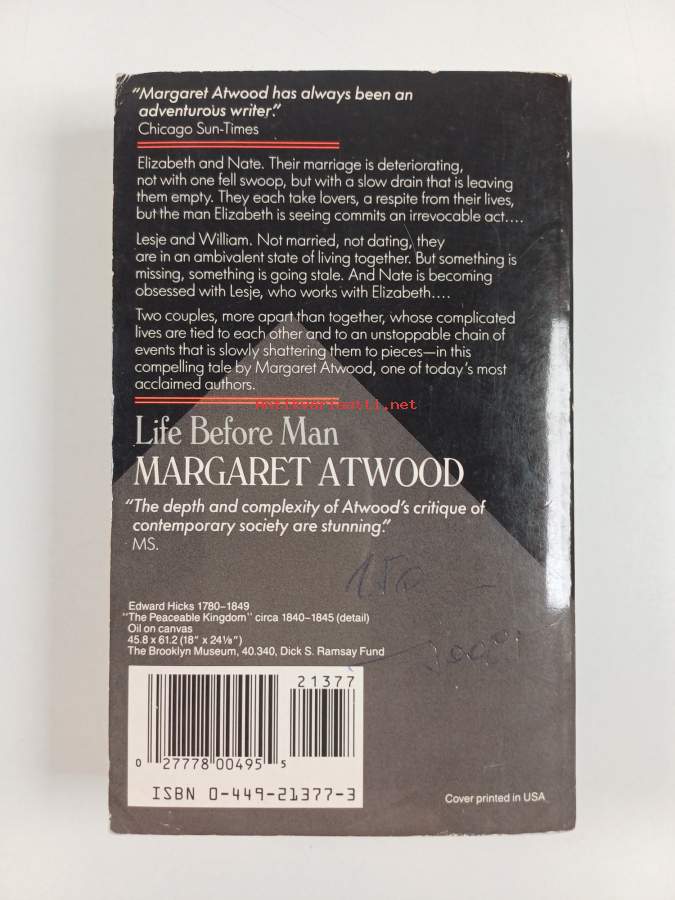 "Margaret Atwood has always been an
adventurous writer."
Chicago Sun-Times
Elizabeth and Nate. Their marriage is deteriorating,
not with one fell swoop, but with a slow drain that is leaving
them empty. They each take lovers, a respite from their lives,
but the man Elizabeth is seeing commits an irrevocable act....
Lesje and William. Not married, not dating, they
are in an ambivalent state of living together. But something is
missing, something is going stale. And Nate is becoming
obsessed with Lesje, who works with Elizabeth....
Two couples, more apart than together, whose complicated
lives are tied to each other and to an unstoppable chain of
events that is slowly shattering them to pieces—in this
compelling tale by Margaret Atwood, one of today's most
acclaimed authors.
Antikvariaatti.net
Life Before Man
MARGARET ATWOOD
"The depth and complexity of Atwood's critique of
contemporary society are stunning."
MS.
150
Edward Hicks 1780–1849
"The Peaceable Kingdom" circa 1840–1845 (detail)
Oil on canvas
45.8 x 61.2 (18" x 24⅛")
The Brooklyn Museum, 40.340, Dick S. Ramsay Fund
21377
0 27778 00495 5
ISBN 0-449-21377-3
Cover printed in USA